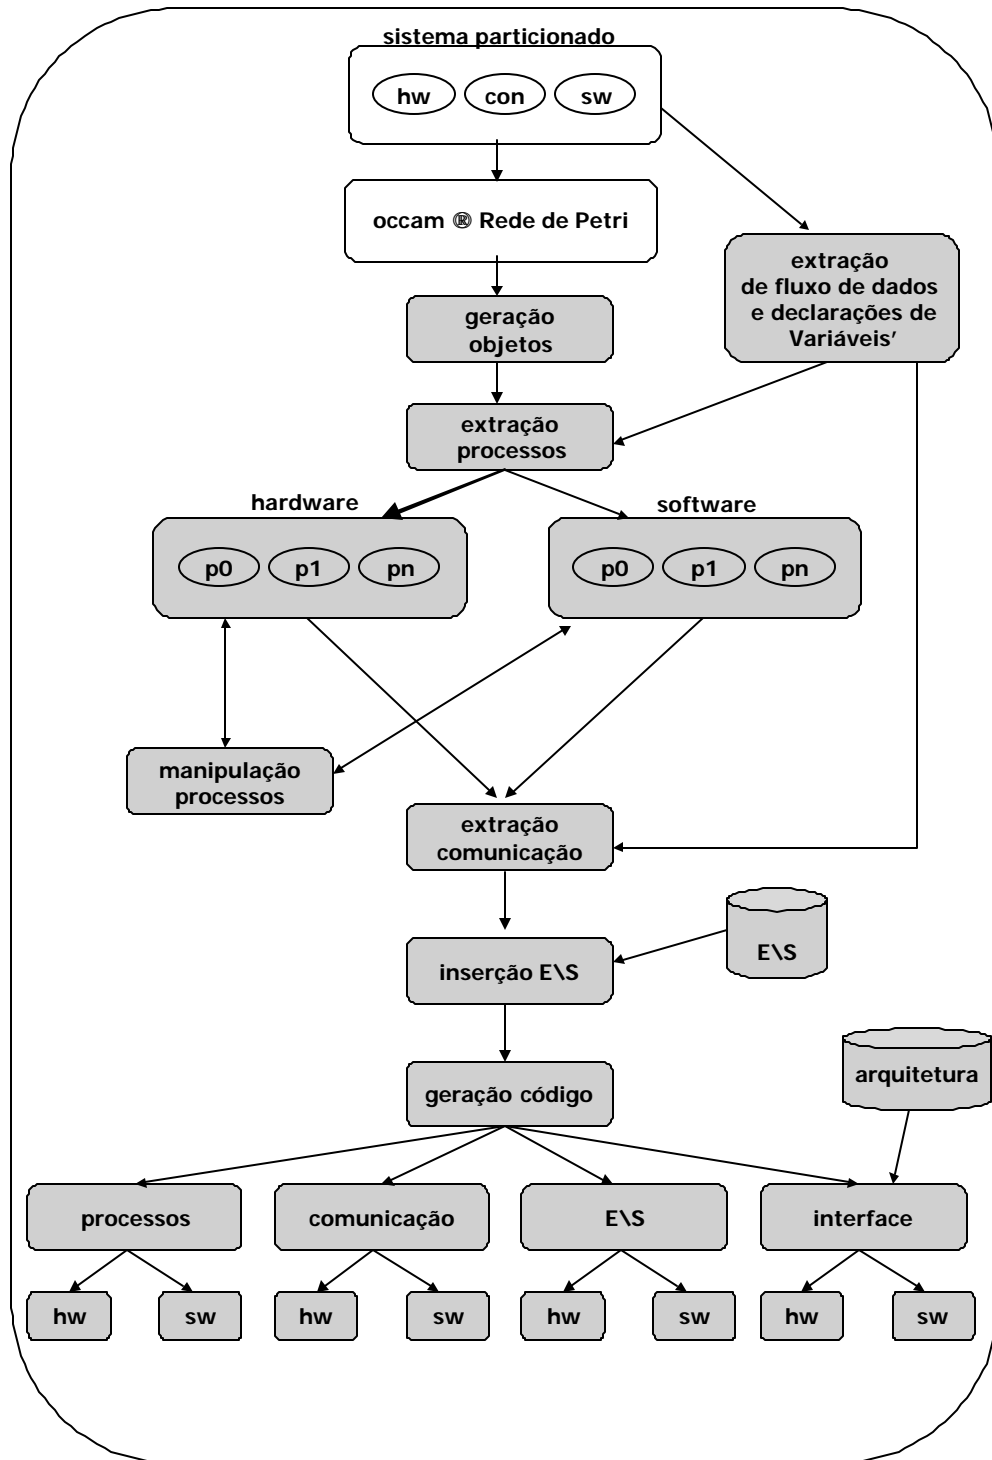 sistema particionado
hw con sw
occam ® Rede de Petri
extração
de fluxo de dados
e declarações de
Variáveis’
geração
objetos
extração
processos
hardware
software
p0 p1 pn
p0 p1 pn
manipulação
processos
extração
comunicação
E\S
inserção E\S
arquitetura
geração código
processos
comunicação
E\S
interface
hw sw
hw sw
hw sw
hw sw